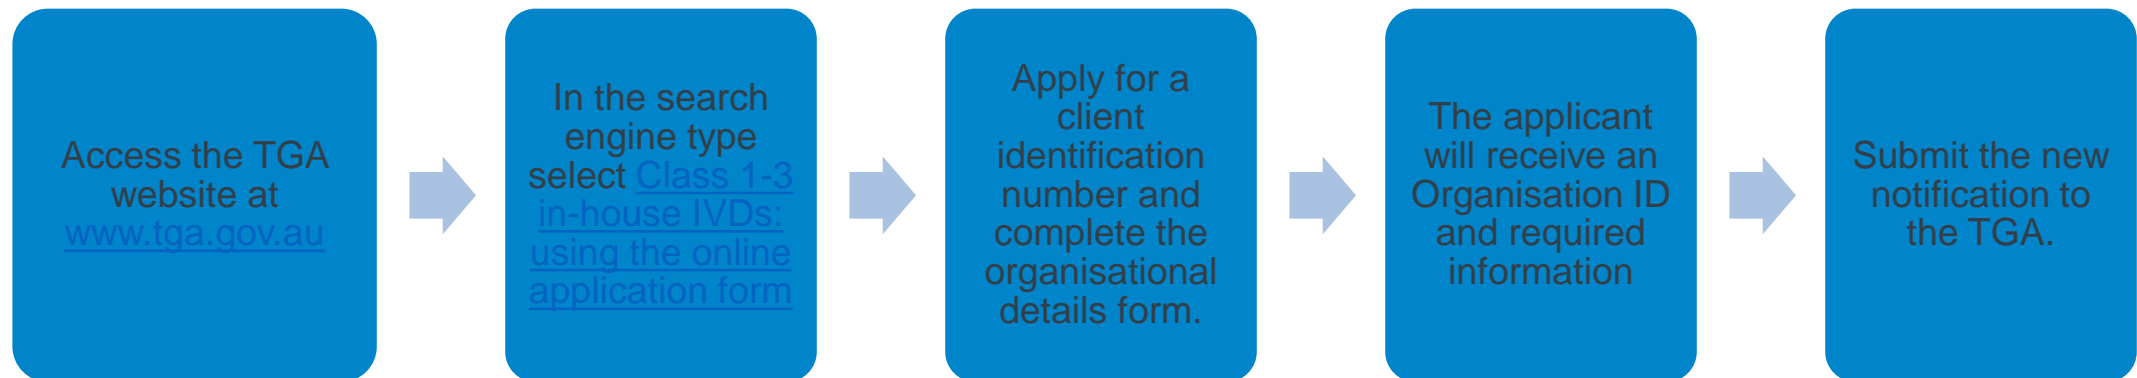 Access the TGA
website at
www.tga.gov.au
In the search
engine type
select Class 1-3
in-house IVDs:
using the online
application form
Apply for a
client
identification
number and
complete the
organisational
details form.
The applicant
will receive an
Organisation ID
and required
information
Submit the new
notification to
the TGA.